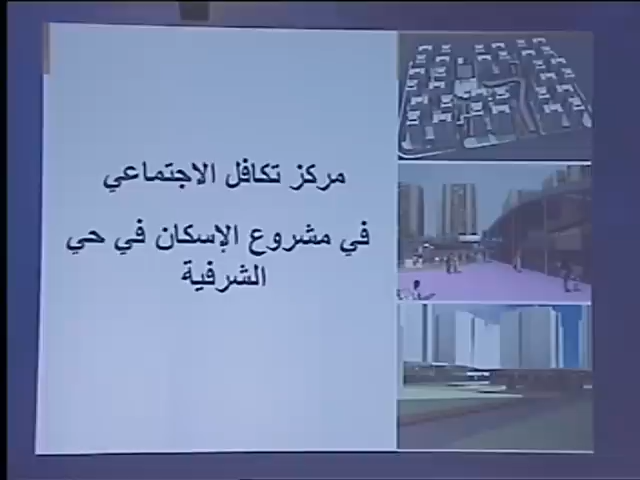 مركز تكافل الاجتماعي
في مشروع الإسكان في حي
الشرفية